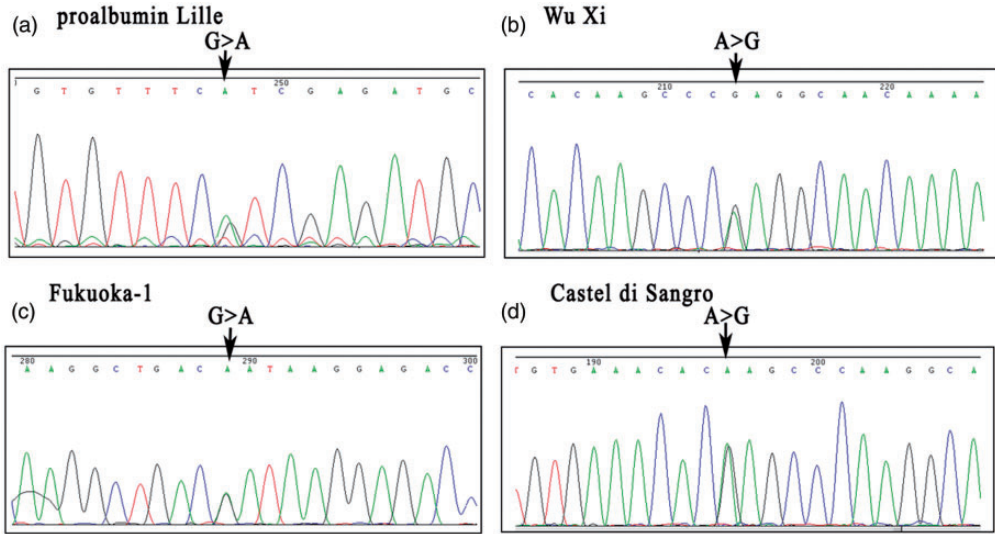 (a) proalbumin Lille
G>A
250
G T G T T T C A T C G A G A T G C
(b) Wu Xi
A>G
210 220
C A C A A G C C C G A G G C A A C A A A A
(c) Fukuoka-1
G>A
280 290 300
A A G G C T G A C A A T A A G G A G A C C
(d) Castel di Sangro
A>G
190 200
T G T G A A A C A C A A G C C C A A G G C A